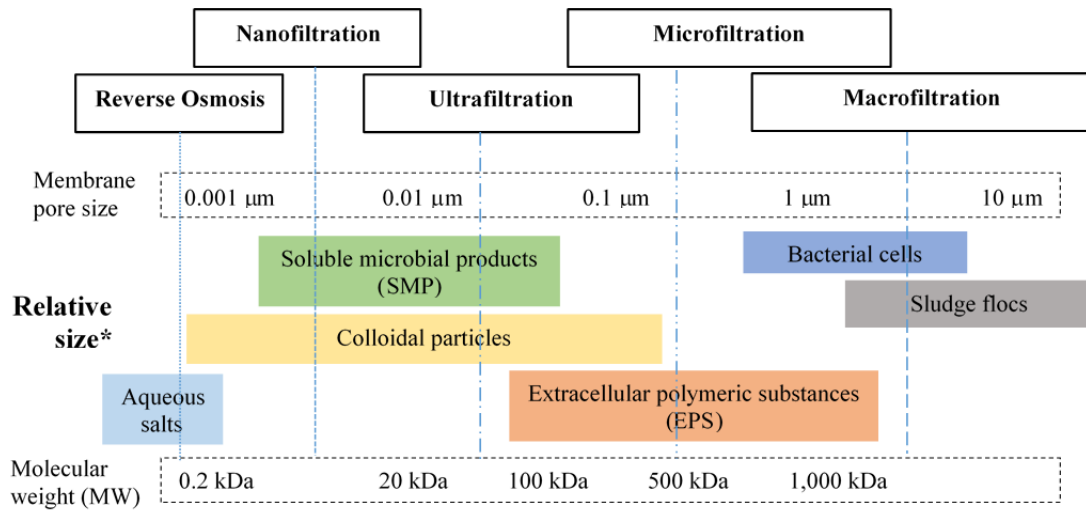 Nanofiltration
Microfiltration
Reverse Osmosis
Ultrafiltration
Macrofiltration
Membrane
pore size
0.001 µm
0.01 µm
0.1 µm
1 µm
10 µm
Soluble microbial products
(SMP)
Bacterial cells
Relative
size*
Sludge flocs
Colloidal particles
Aqueous
salts
Extracellular polymeric substances
(EPS)
Molecular
weight (MW)
0.2 kDa
20 kDa
100 kDa
500 kDa
1,000 kDa